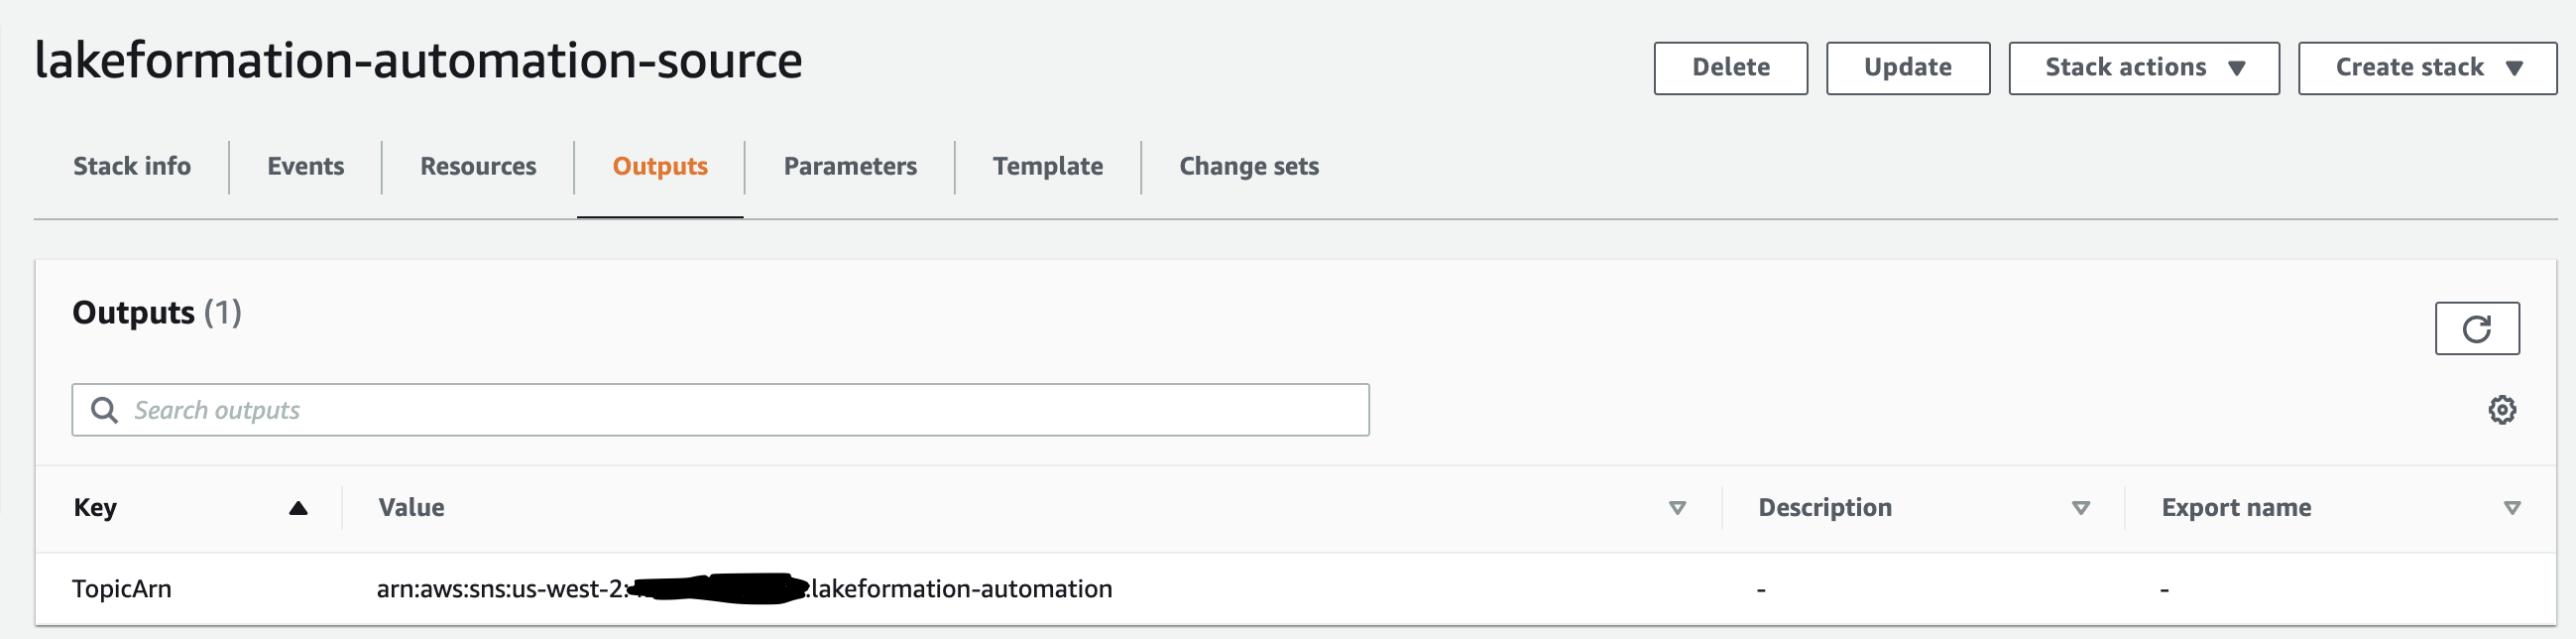 lakeformation-automation-source
Delete Update Stack actions Create stack
Stack info Events Resources Outputs Parameters Template Change sets
Outputs (1)
Search outputs
Key Value Description Export name
TopicArn arn:aws:sns:us-west-2: :lakeformation-automation - -